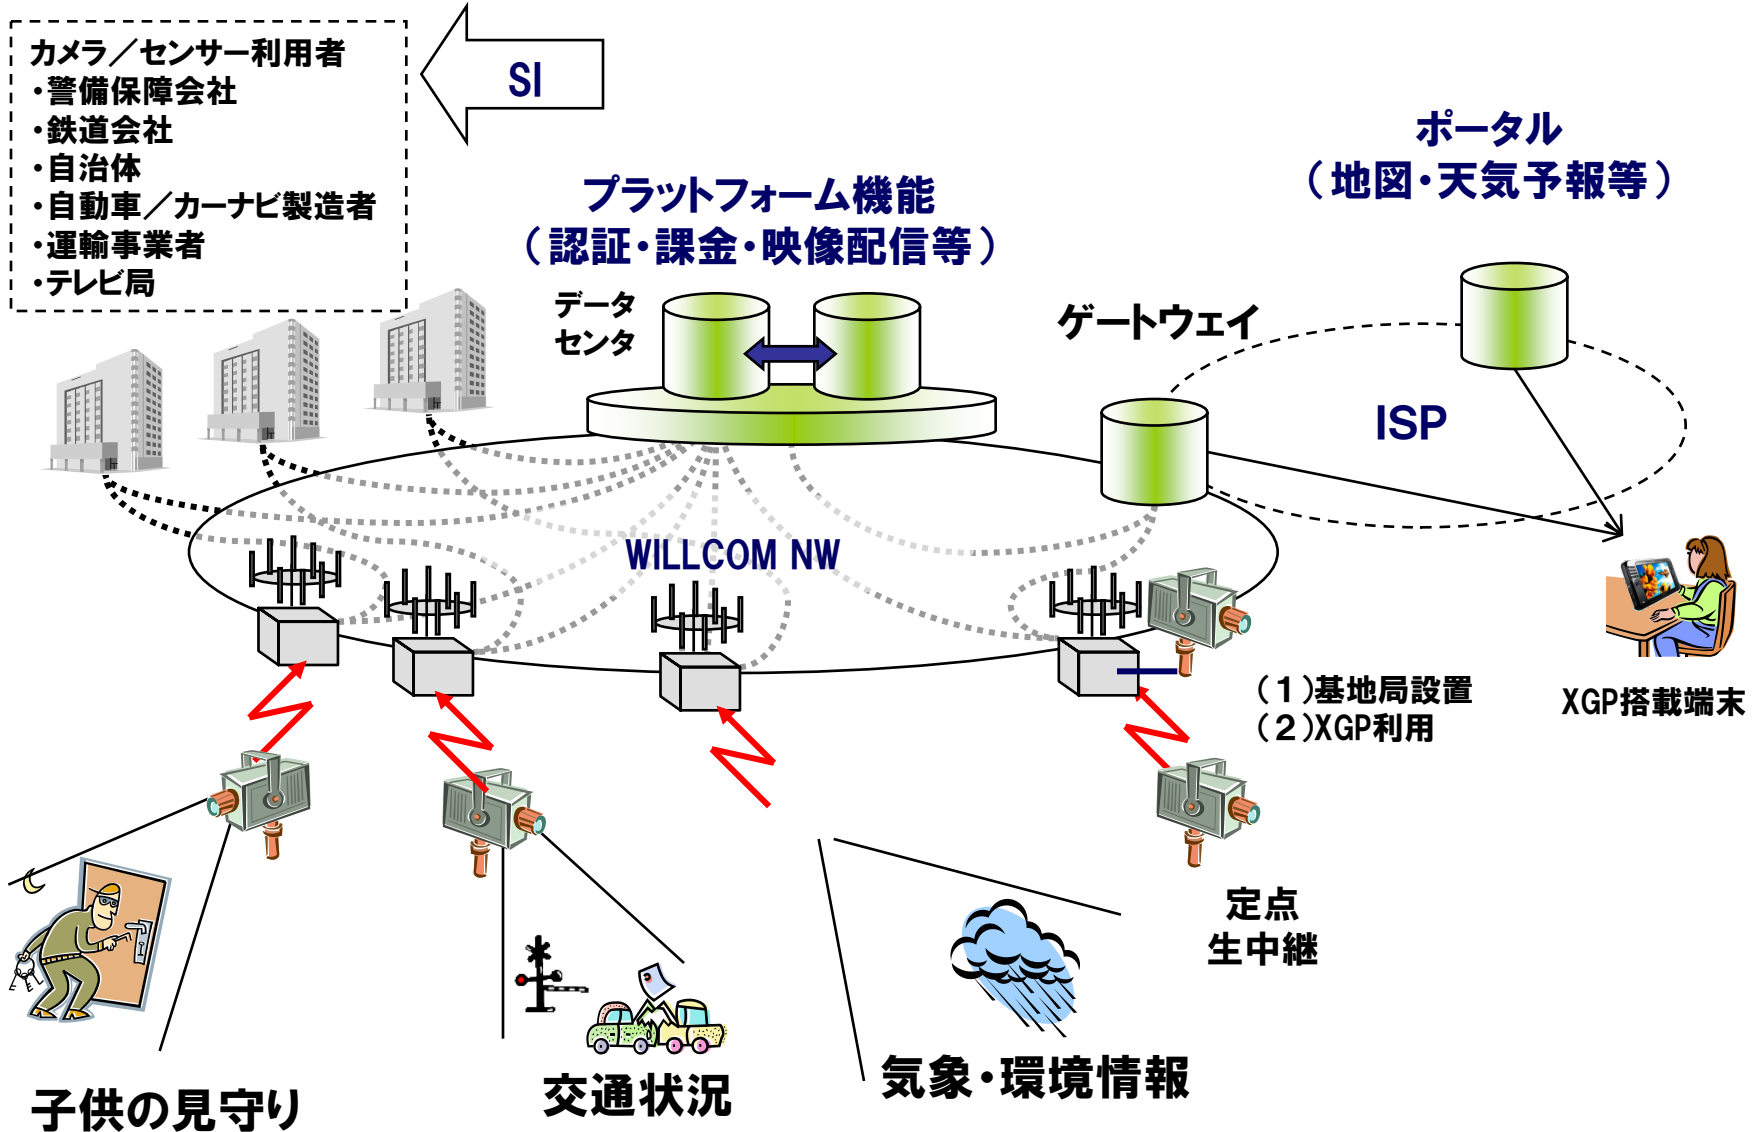 カメラ／センサー利用者
・警備保障会社
・鉄道会社
・自治体
・自動車／カーナビ製造者
・運輸事業者
・テレビ局
SI
ポータル
（地図・天気予報等）
プラットフォーム機能
（認証・課金・映像配信等）
データ
センタ
ゲートウェイ
ISP
WILLCOM NW
（１）基地局設置
（２）XGP利用
XGP搭載端末
定点
生中継
子供の見守り
交通状況
気象・環境情報